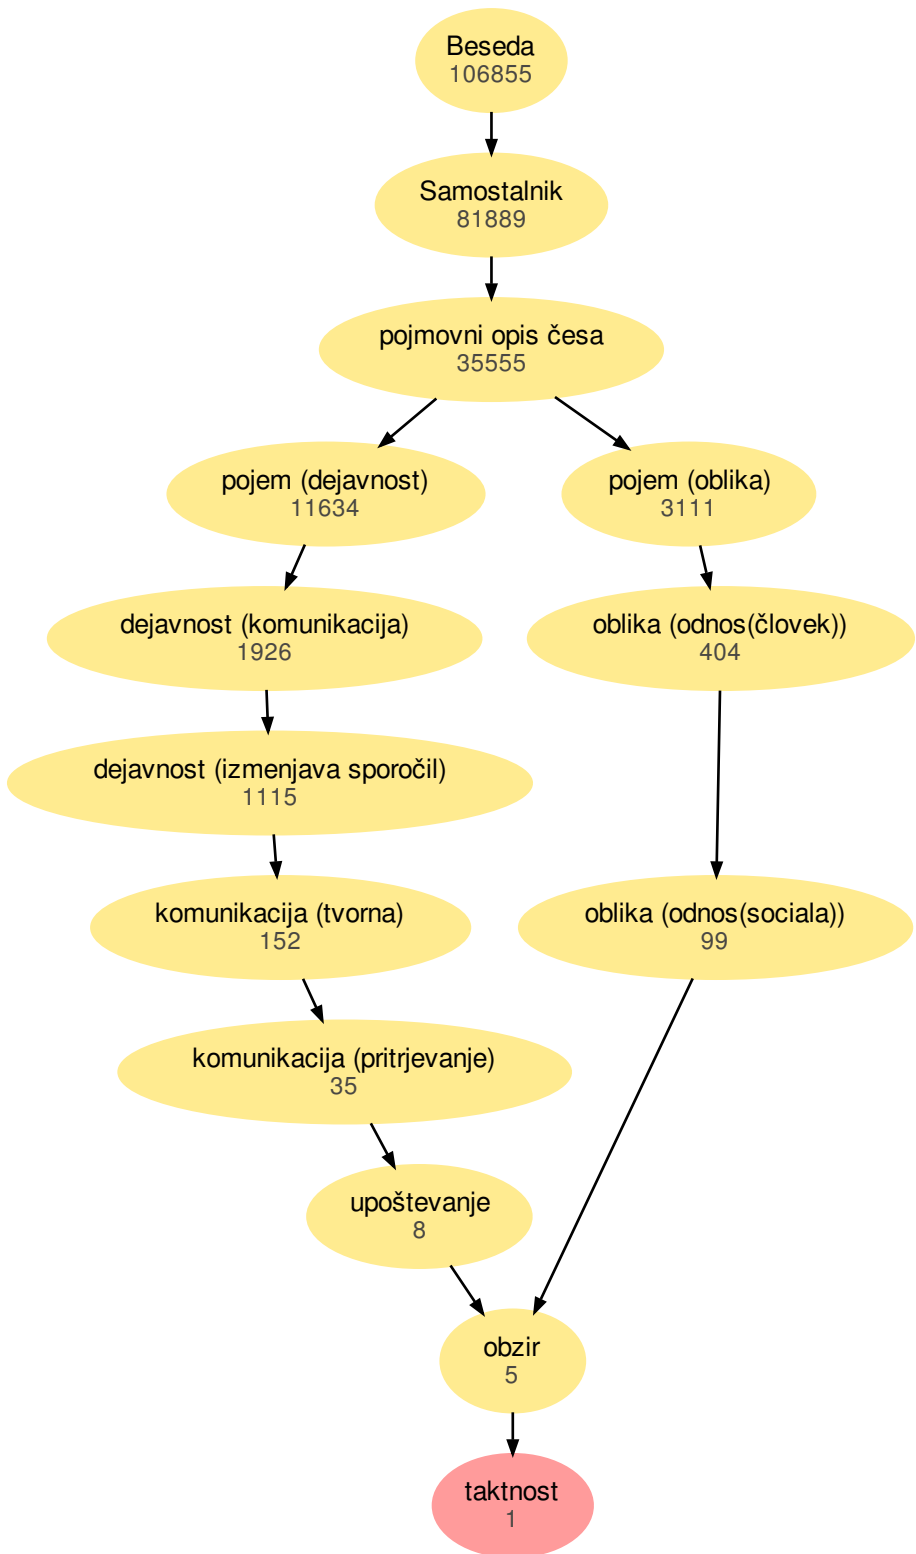 Beseda
106855
Samostalnik
81889
pojmovni opis česa
35555
pojem (dejavnost)
11634
pojem (oblika)
3111
dejavnost (komunikacija)
1926
oblika (odnos(človek))
404
dejavnost (izmenjava sporočil)
1115
komunikacija (tvorna)
152
oblika (odnos(sociala))
99
komunikacija (pritrjevanje)
35
upoštevanje
8
obzir
5
taktnost
1